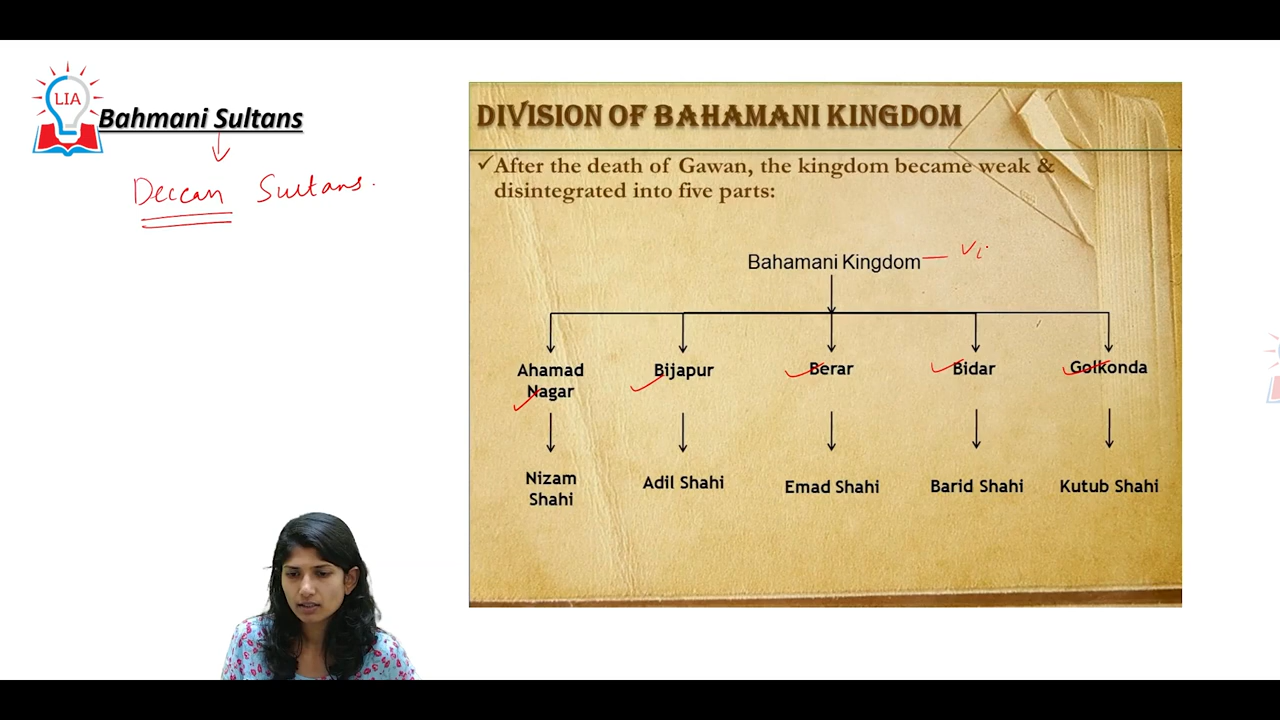 LIA
Bahmani Sultans
Deccan Sultans.
DIVISION OF BAHAMANI KINGDOM
✓After the death of Gawan, the kingdom became weak &
disintegrated into five parts:
Bahamani Kingdom — Vi
Ahamad Nagar
Bijapur
Berar
Bidar
Golkonda
Nizam Shahi
Adil Shahi
Emad Shahi
Barid Shahi
Kutub Shahi